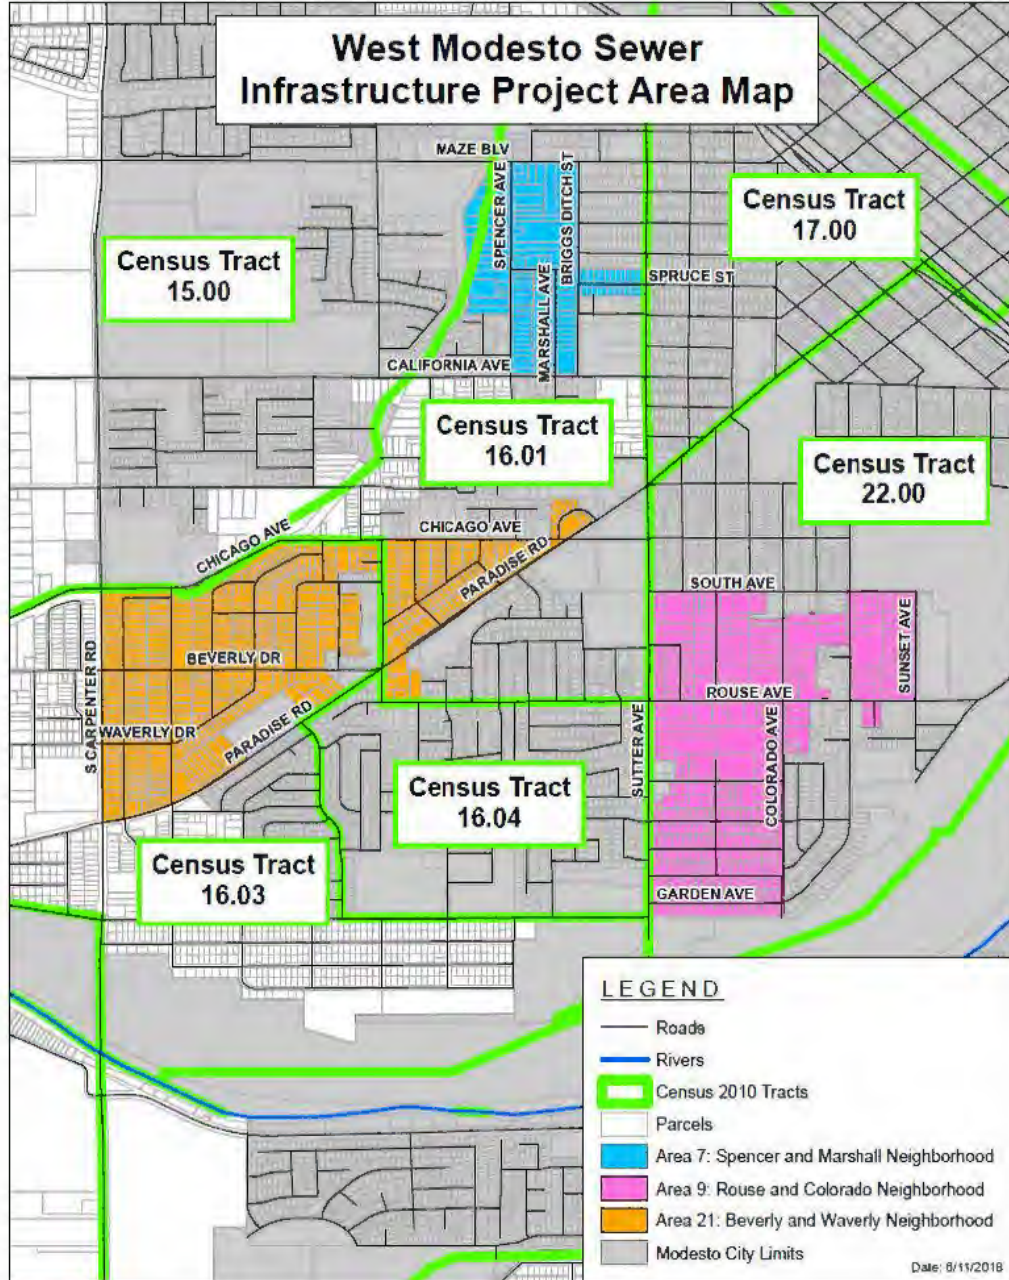 West Modesto Sewer
Infrastructure Project Area Map
MAZE BLV
SPENCER AVE
BRIGGS DITCH ST
MARSHALL AVE
SPRUCE ST
CALIFORNIA AVE
Census Tract
17.00
Census Tract
15.00
Census Tract
16.01
Census Tract
22.00
CHICAGO AVE
CHICAGO AVE
PARADISE RD
SOUTH AVE
SUNSET AVE
BEVERLY DR
S CARPENTER RD
WAVERLY DR
PARADISE RD
ROUSE AVE
SUTTER AVE
COLORADO AVE
Census Tract
16.04
Census Tract
16.03
GARDEN AVE
LEGEND
Roads
Rivers
Census 2010 Tracts
Parcels
Area 7: Spencer and Marshall Neighborhood
Area 9: Rouse and Colorado Neighborhood
Area 21: Beverly and Waverly Neighborhood
Modesto City Limits
Date: 6/11/2018